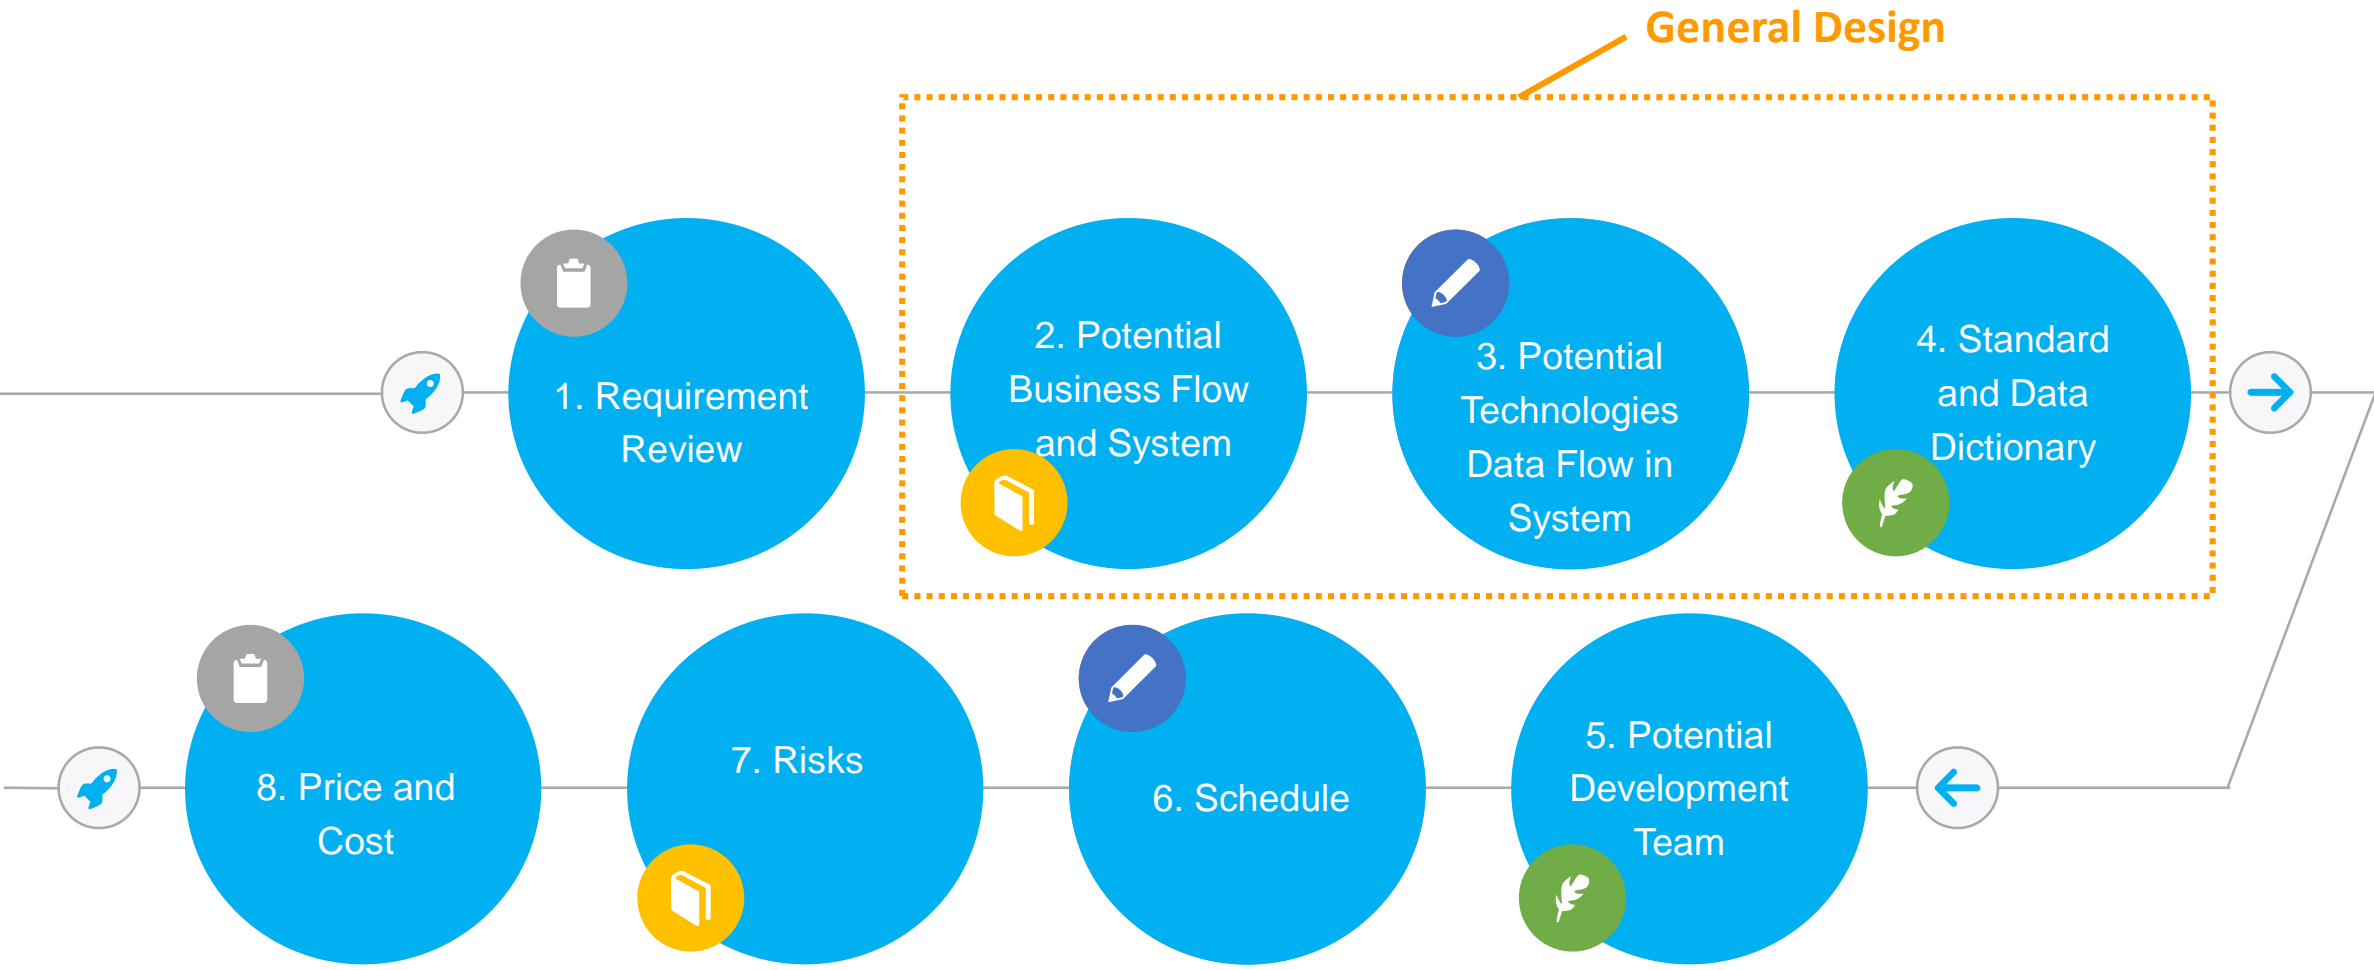 General Design
1. Requirement
Review
2. Potential
Business Flow
and System
3. Potential
Technologies
Data Flow in
System
4. Standard
and Data
Dictionary
5. Potential
Development
Team
6. Schedule
7. Risks
8. Price and
Cost